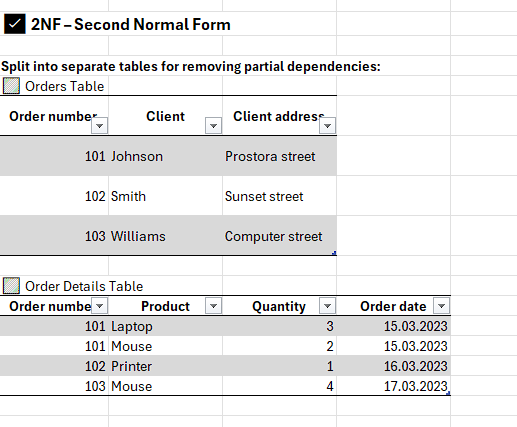 2NF – Second Normal Form
Split into separate tables for removing partial dependencies:
Orders Table
Order number Client Client address
101 Johnson Prostora street
102 Smith Sunset street
103 Williams Computer street
Order Details Table
Order numbe Product Quantity Order date
101 Laptop 3 15.03.2023
101 Mouse 2 15.03.2023
102 Printer 1 16.03.2023
103 Mouse 4 17.03.2023